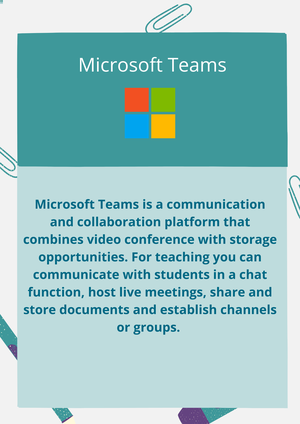 Microsoft Teams
Microsoft Teams is a communication
and collaboration platform that
combines video conference with storage
opportunities. For teaching you can
communicate with students in a chat
function, host live meetings, share and
store documents and establish channels
or groups.